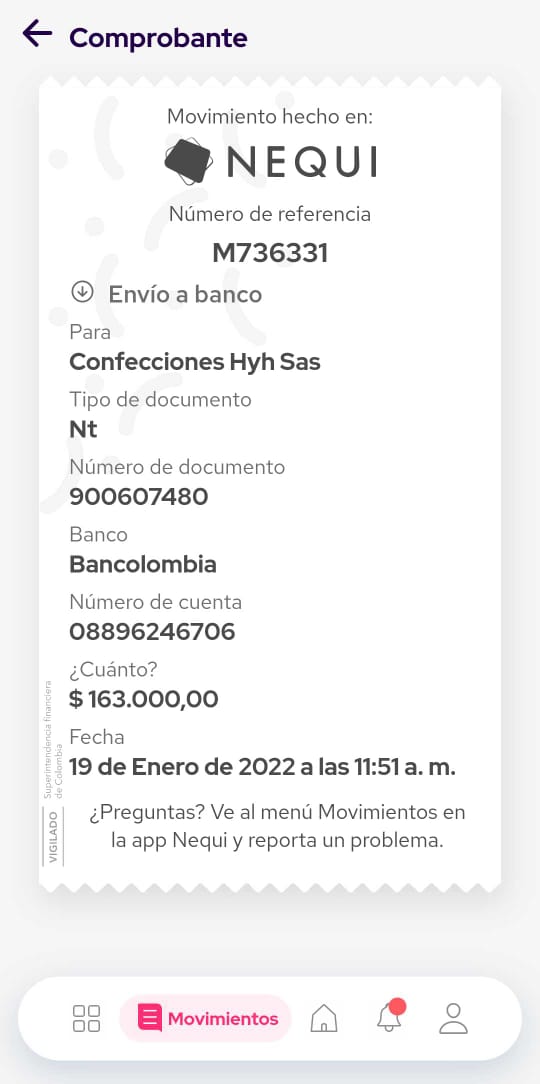 Comprobante
Movimiento hecho en:
NEQUI
Número de referencia
M736331
Envío a banco
Para
Confecciones Hyh Sas
Tipo de documento
Nt
Número de documento
900607480
Banco
Bancolombia
Número de cuenta
08896246706
¿Cuánto?
$ 163.000,00
Fecha
19 de Enero de 2022 a las 11:51 a. m.
¿Preguntas? Ve al menú Movimientos en
la app Nequi y reporta un problema.
VIGILADO
Superintendencia financiera
de Colombia
Movimientos